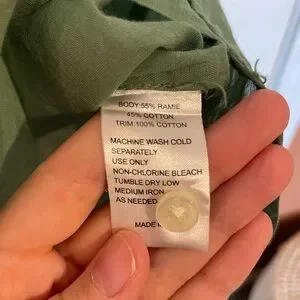 BODY:55% RAMIE
45% COTTON
TRIM:100% COTTON
MACHINE WASH COLD
SEPARATELY
USE ONLY
NON-CHLORINE BLEACH
TUMBLE DRY LOW
MEDIUM IRON
AS NEEDED
MADE